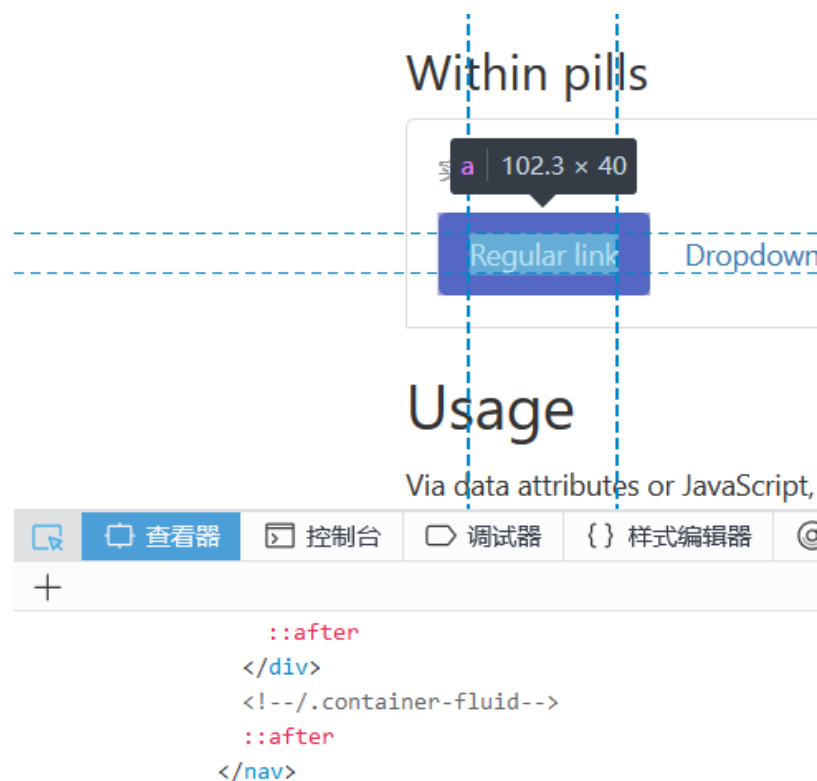 Within pills
a 102.3 × 40
Regular link Dropdown
Usage
Via data attributes or JavaScript,
查看器 控制台 调试器 {} 样式编辑器 @
+
::after
</div>
<!--/.container-fluid-->
::after
</nav>